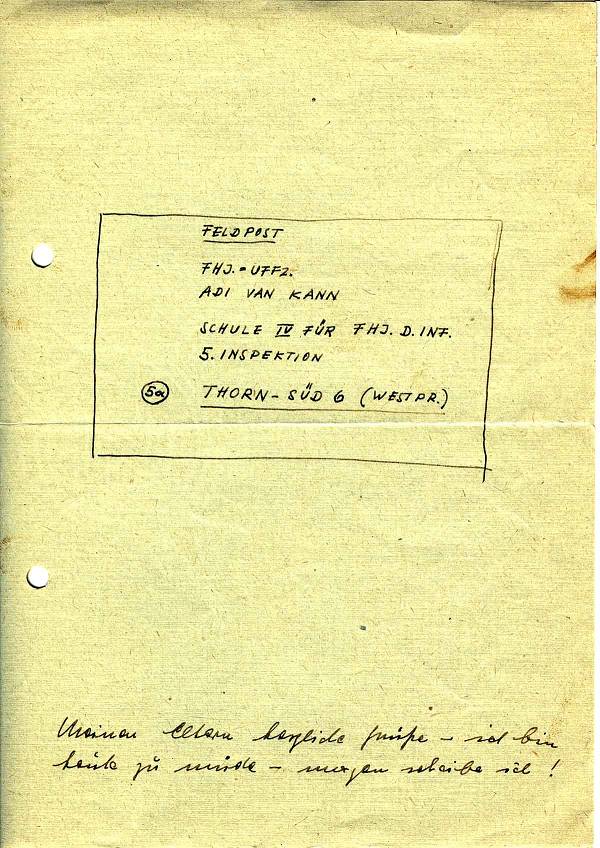 FELDPOST
FHJ.-UFFZ.
ADI VAN KANN
SCHULE IV FÜR FHJ. D. INF.
5. INSPEKTION
5a THORN-SÜD 6 (WESTPR.)
Meinen Eltern herzliche Grüße – ich bin
heute zu müde – morgen schreibe ich!